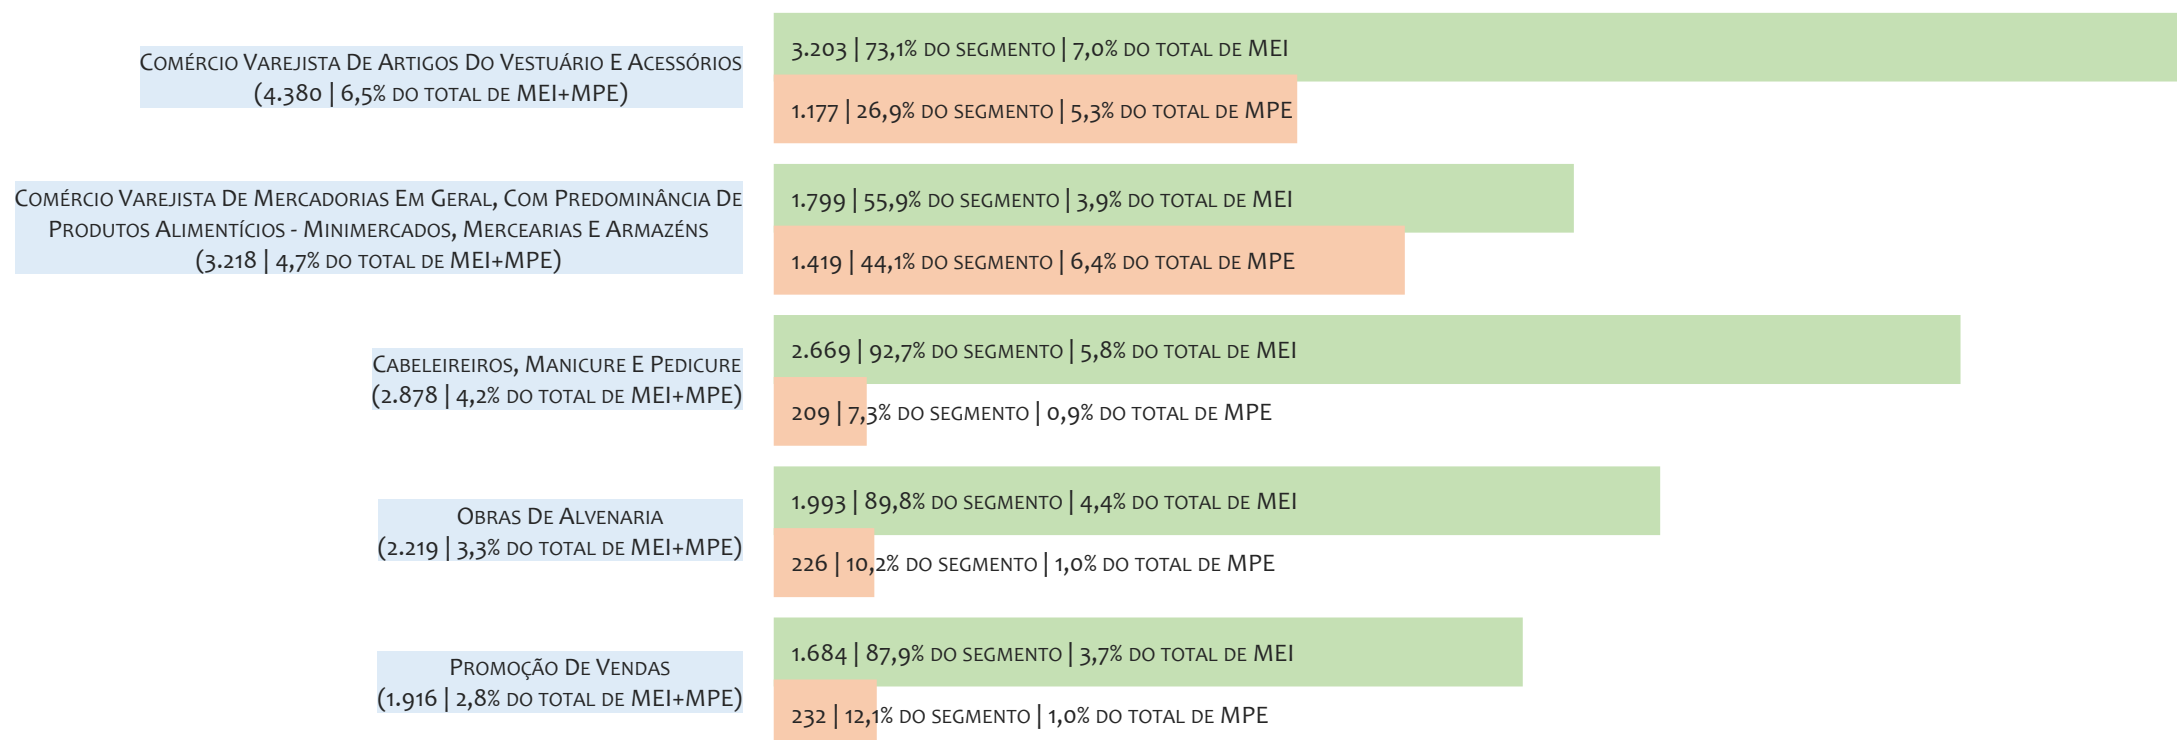 Comércio Varejista De Artigos Do Vestuário E Acessórios
(4.380 | 6,5% do total de MEI+MPE)
3.203 | 73,1% do segmento | 7,0% do total de MEI
1.177 | 26,9% do segmento | 5,3% do total de MPE
Comércio Varejista De Mercadorias Em Geral, Com Predominância De
Produtos Alimentícios - Minimercados, Mercearias E Armazéns
(3.218 | 4,7% do total de MEI+MPE)
1.799 | 55,9% do segmento | 3,9% do total de MEI
1.419 | 44,1% do segmento | 6,4% do total de MPE
Cabeleireiros, Manicure E Pedicure
(2.878 | 4,2% do total de MEI+MPE)
2.669 | 92,7% do segmento | 5,8% do total de MEI
209 | 7,3% do segmento | 0,9% do total de MPE
Obras De Alvenaria
(2.219 | 3,3% do total de MEI+MPE)
1.993 | 89,8% do segmento | 4,4% do total de MEI
226 | 10,2% do segmento | 1,0% do total de MPE
Promoção De Vendas
(1.916 | 2,8% do total de MEI+MPE)
1.684 | 87,9% do segmento | 3,7% do total de MEI
232 | 12,1% do segmento | 1,0% do total de MPE